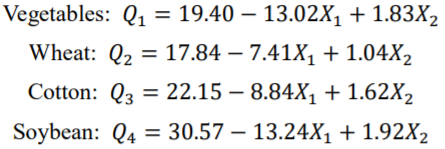 Vegetables: Q₁ = 19.40 − 13.02X₁ + 1.83X₂
Wheat: Q₂ = 17.84 − 7.41X₁ + 1.04X₂
Cotton: Q₃ = 22.15 − 8.84X₁ + 1.62X₂
Soybean: Q₄ = 30.57 − 13.24X₁ + 1.92X₂